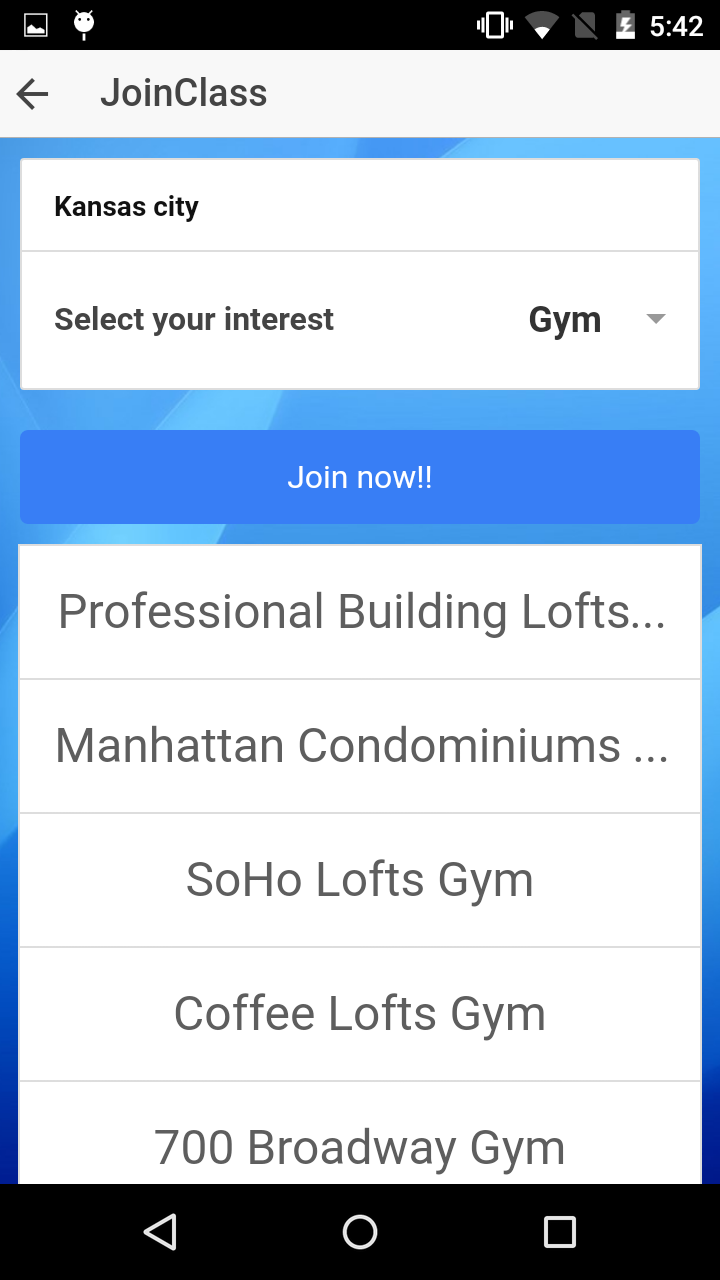 5:42
JoinClass
Kansas city
Select your interest Gym
Join now!!
Professional Building Lofts...
Manhattan Condominiums ...
SoHo Lofts Gym
Coffee Lofts Gym
700 Broadway Gym